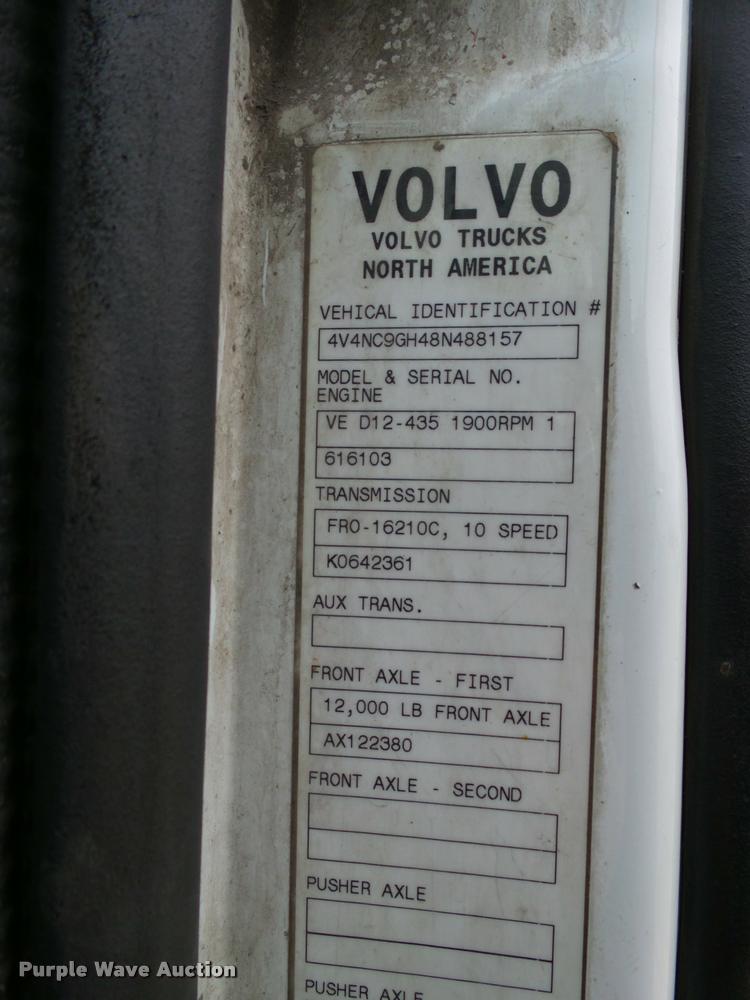 VOLVO
VOLVO TRUCKS
NORTH AMERICA
VEHICAL IDENTIFICATION #
4V4NC9GH48N488157
MODEL & SERIAL NO.
ENGINE
VE D12-435 1900RPM 1
616103
TRANSMISSION
FRO-16210C, 10 SPEED
K0642361
AUX TRANS.
FRONT AXLE - FIRST
12,000 LB FRONT AXLE
AX122380
FRONT AXLE - SECOND
PUSHER AXLE
PUSHER AXLE
Purple Wave Auction